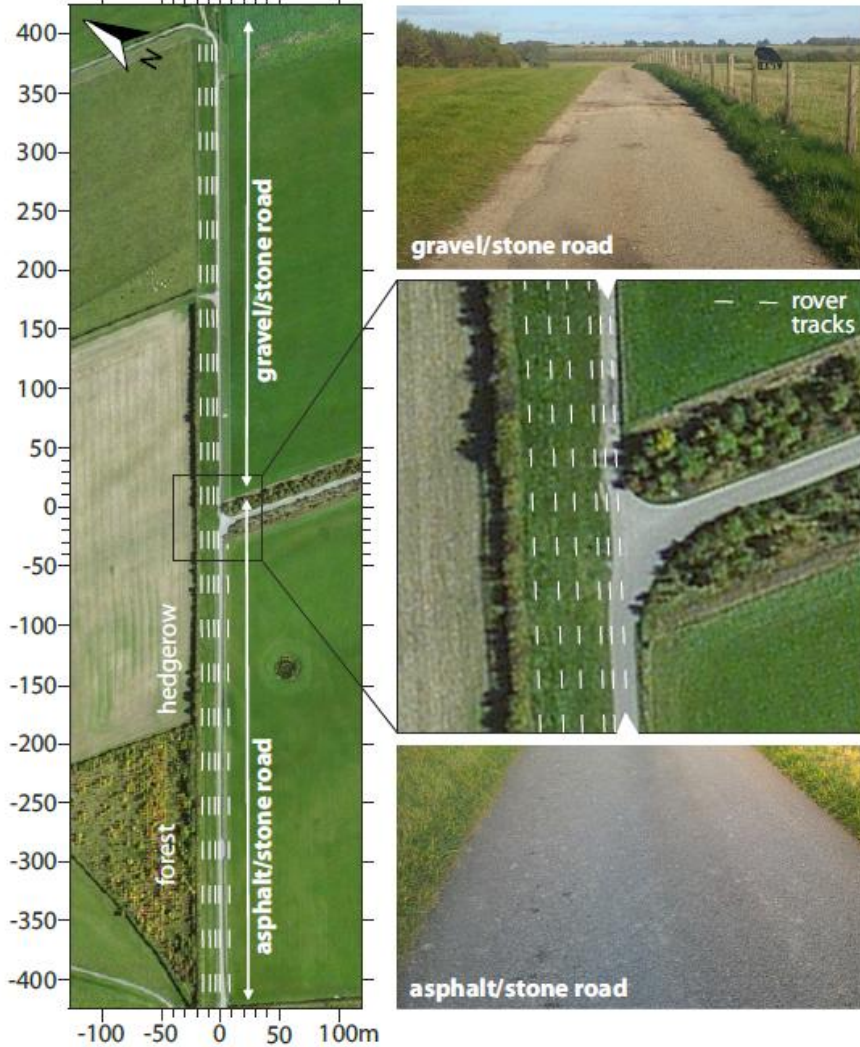 400
350
300
250
200
150
100
50
0
-50
-100
-150
-200
-250
-300
-350
-400
-100
-50
0
50
100m
N
gravel/stone road
asphalt/stone road
hedgerow
forest
gravel/stone road
rover
tracks
asphalt/stone road